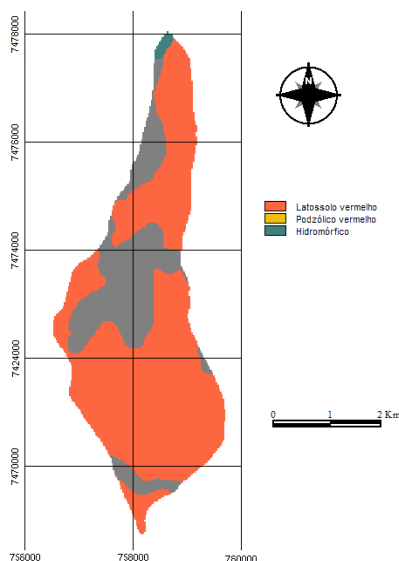 7478000
N
7476000
Latossolo vermelho
Podzólico vermelho
Hidromórfico
7474000
7424000
0 1 2 Km
7470000
756000 758000 760000